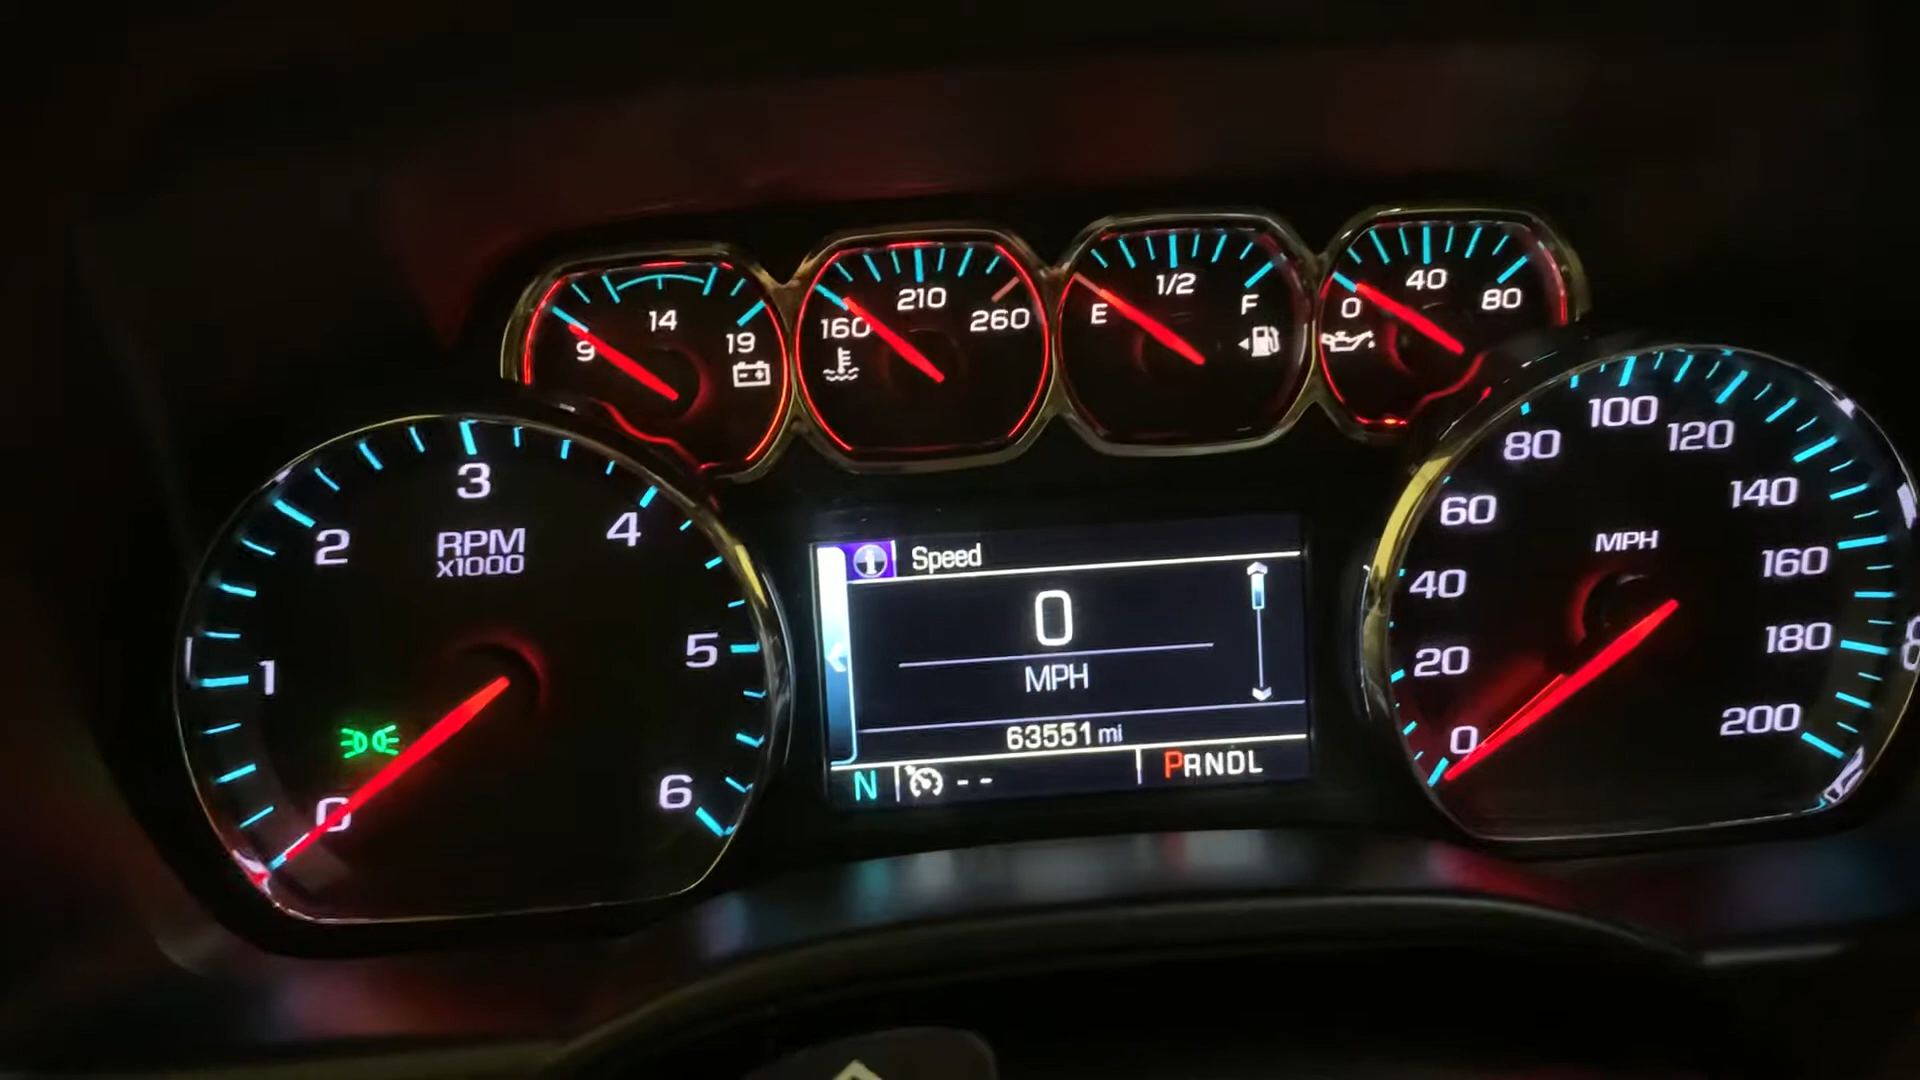 9 14 19
160 210 260
E 1/2 F
0 40 80
0 1 2 3 4 5 6
RPM
x1000
Speed
0
MPH
63551 mi
N -- PRNDL
0 20 40 60 80 100 120 140 160 180 200
MPH